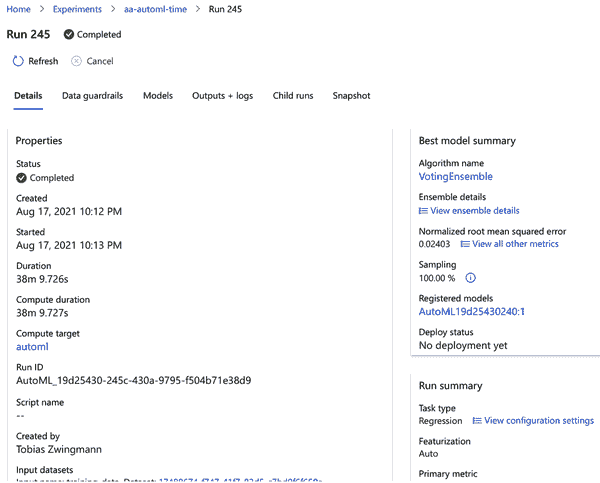 Home > Experiments > aa-automl-time > Run 245
Run 245 Completed
Refresh Cancel
Details Data guardrails Models Outputs + logs Child runs Snapshot
Properties
Status
Completed
Created
Aug 17, 2021 10:12 PM
Started
Aug 17, 2021 10:13 PM
Duration
38m 9.726s
Compute duration
38m 9.727s
Compute target
automl
Run ID
AutoML_19d25430-245c-430a-9795-f504b71e38d9
Script name
--
Created by
Tobias Zwingmann
Input datasets
Best model summary
Algorithm name
VotingEnsemble
Ensemble details
View ensemble details
Normalized root mean squared error
0.02403 View all other metrics
Sampling
100.00 %
Registered models
AutoML19d25430240:1
Deploy status
No deployment yet
Run summary
Task type
Regression View configuration settings
Featurization
Auto
Primary metric